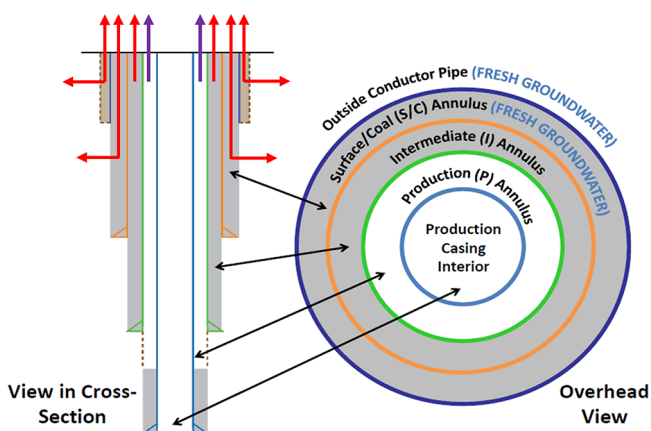 Outside Conductor Pipe (FRESH GROUNDWATER)
Surface/Coal (S/C) Annulus (FRESH GROUNDWATER)
Intermediate (I) Annulus
Production (P) Annulus
Production
Casing
Interior
View in Cross-
Section
Overhead
View